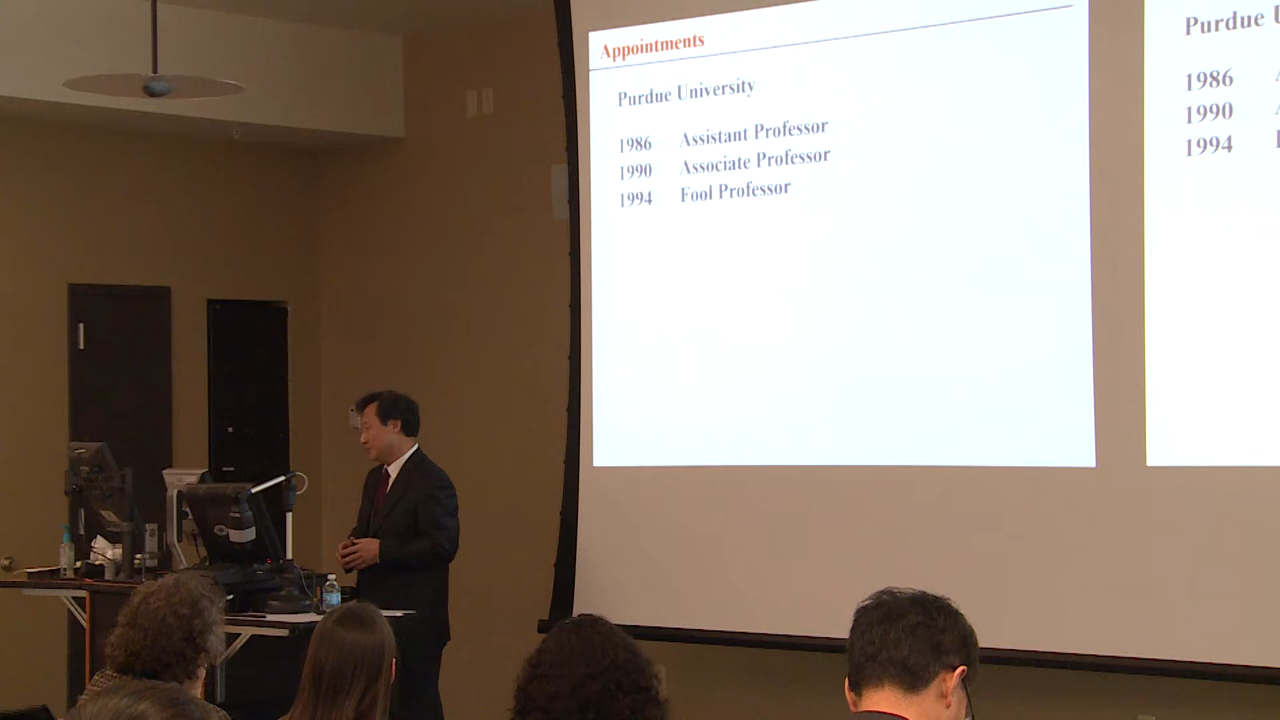 Appointments
Purdue University
1986 Assistant Professor
1990 Associate Professor
1994 Fool Professor
Purdue
1986
1990
1994